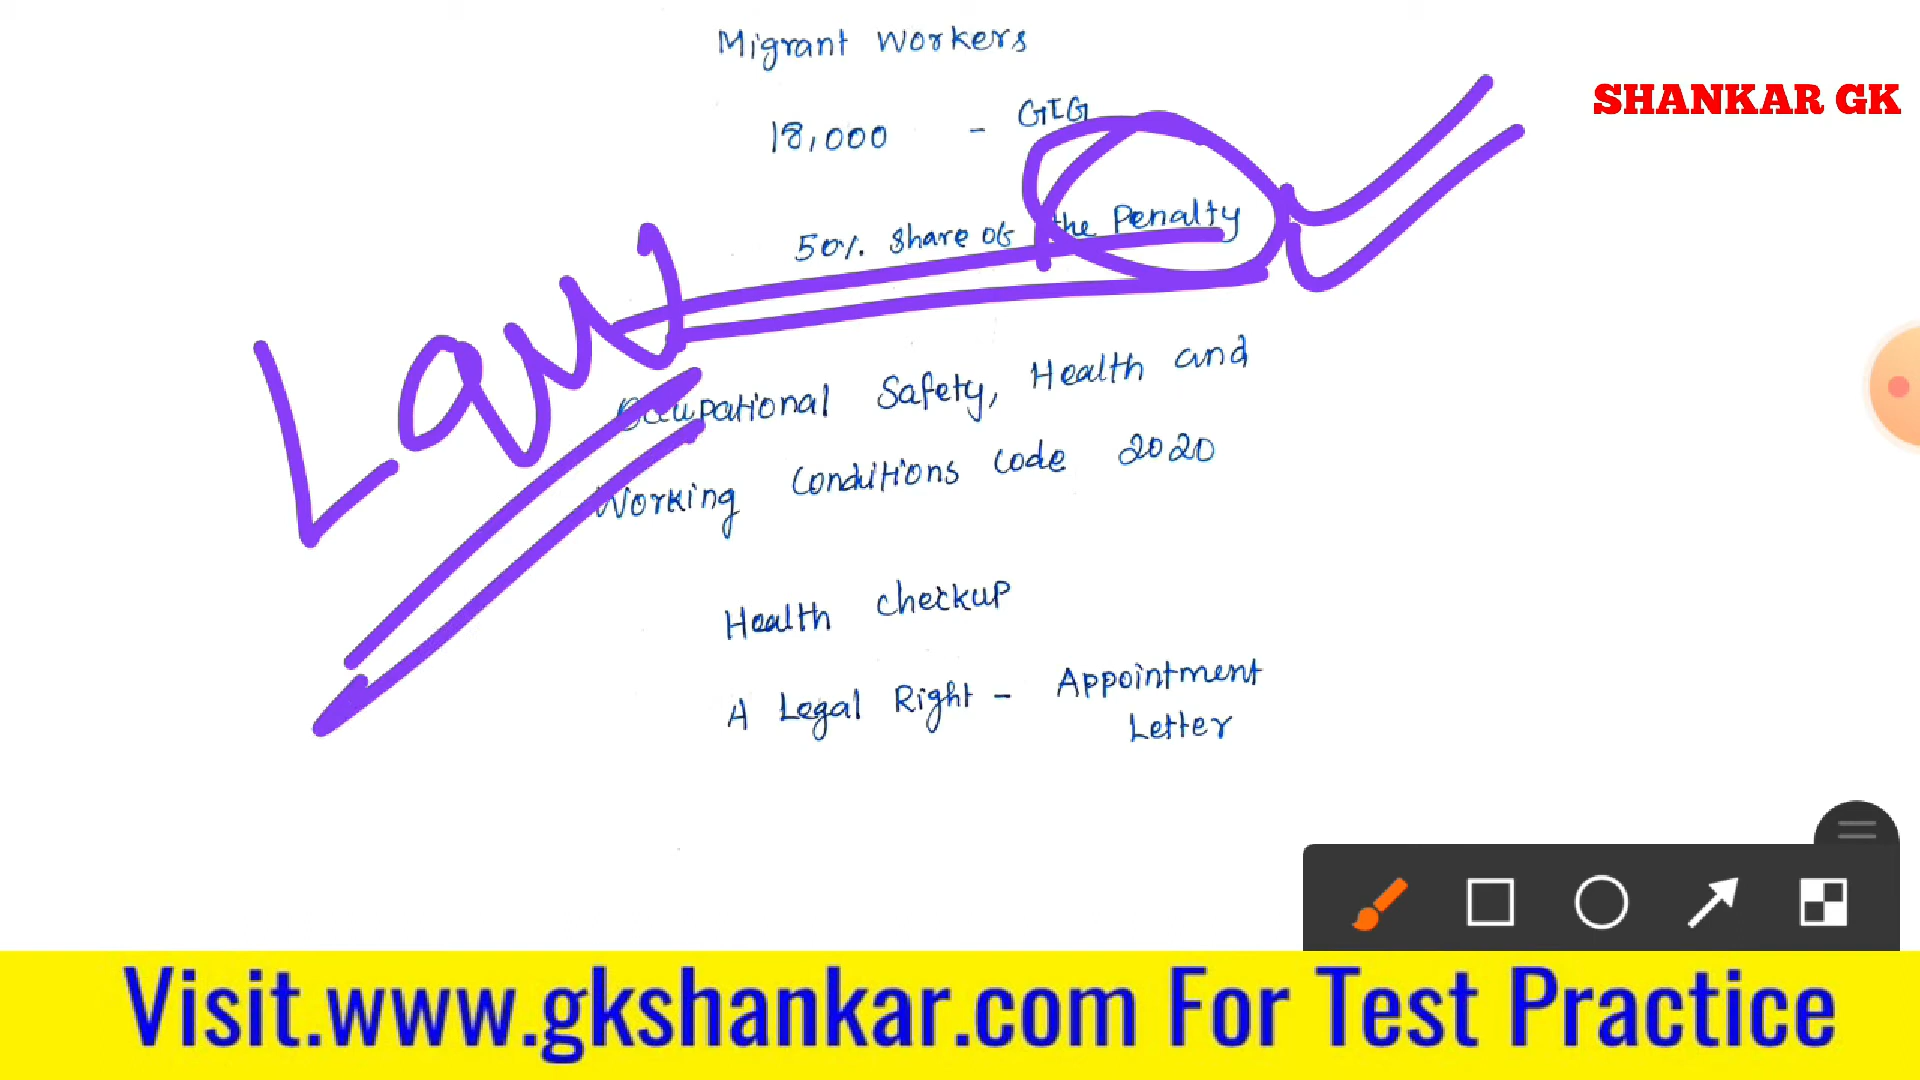 Migrant Workers
SHANKAR GK
18,000 - GIG
50% share of the Penalty
Law
Occupational Safety, Health and
Working Conditions Code 2020
Health checkup
A Legal Right - Appointment
Letter
Visit.www.gkshankar.com For Test Practice